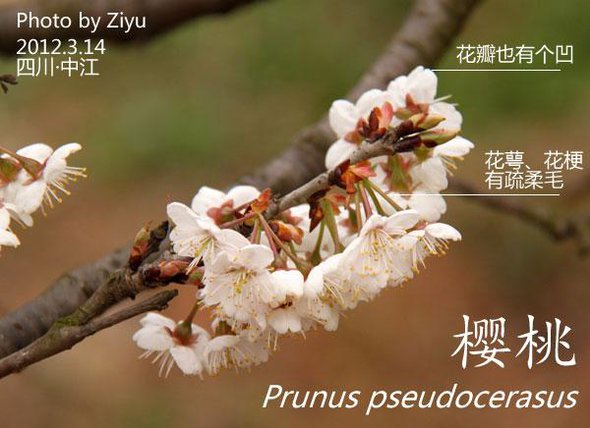 Photo by Ziyu
2012.3.14
四川·中江
花瓣也有个凹
花萼、花梗
有疏柔毛
樱桃
Prunus pseudocerasus